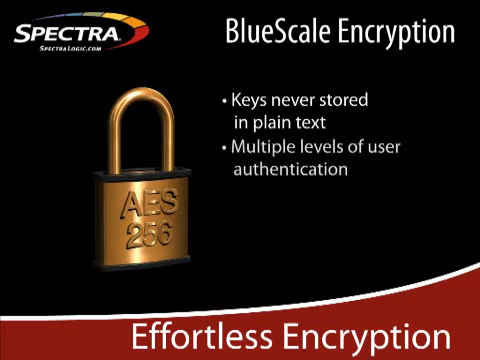 SPECTRA
SPECTRALOGIC.COM
BlueScale Encryption
• Keys never stored
in plain text
• Multiple levels of user
authentication
AES
256
Effortless Encryption